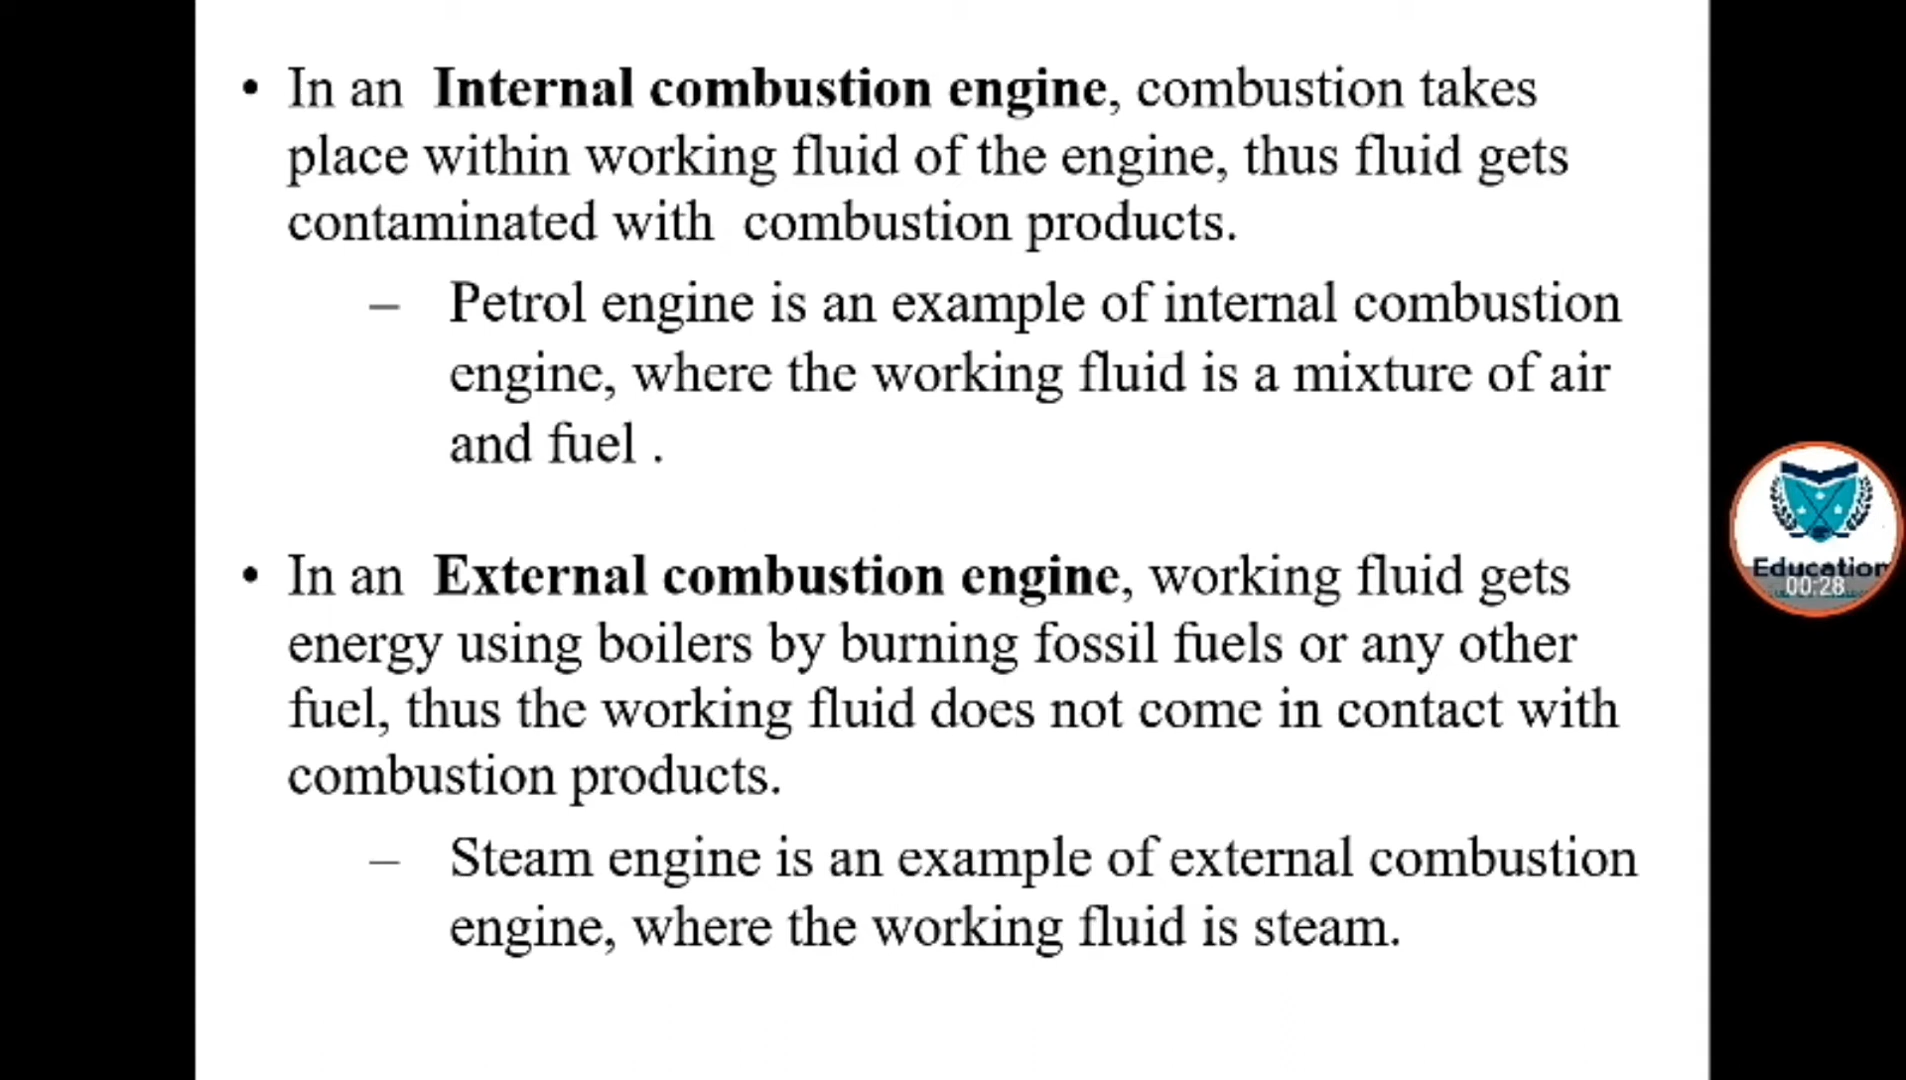 • In an Internal combustion engine, combustion takes
place within working fluid of the engine, thus fluid gets
contaminated with combustion products.
– Petrol engine is an example of internal combustion
engine, where the working fluid is a mixture of air
and fuel .
• In an External combustion engine, working fluid gets
energy using boilers by burning fossil fuels or any other
fuel, thus the working fluid does not come in contact with
combustion products.
– Steam engine is an example of external combustion
engine, where the working fluid is steam.
Education
00:28